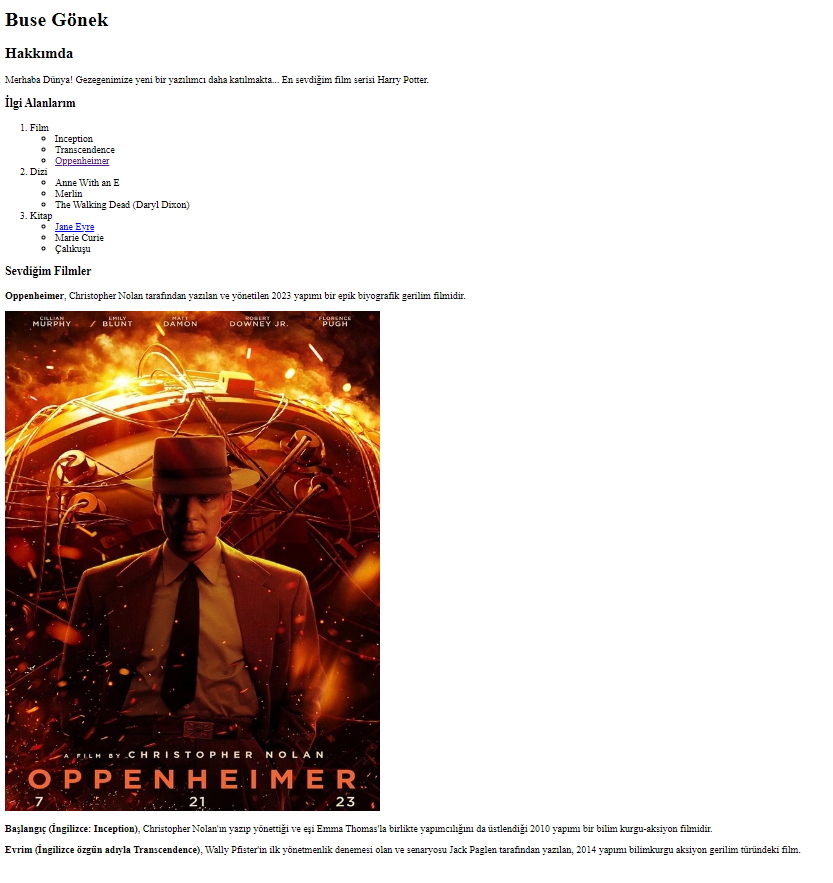 Buse Gönek
Hakkımda
Merhaba Dünya! Gezegenimize yeni bir yazılımcı daha katılmakta... En sevdiğim film serisi Harry Potter.
İlgi Alanlarım
1. Film
Inception
Transcendence
Oppenheimer
2. Dizi
Anne With an E
Merlin
The Walking Dead (Daryl Dixon)
3. Kitap
Jane Eyre
Marie Curie
Çalıkuşu
Sevdiğim Filmler
Oppenheimer, Christopher Nolan tarafından yazılan ve yönetilen 2023 yapımı bir epik biyografik gerilim filmidir.
CILLIAN MURPHY / EMILY BLUNT MATT DAMON ROBERT DOWNEY JR. FLORENCE PUGH
A FILM BY CHRISTOPHER NOLAN
OPPENHEIMER
7 21 23
Başlangıç (İngilizce: Inception), Christopher Nolan'ın yazıp yönettiği ve eşi Emma Thomas'la birlikte yapımcılığını da üstlendiği 2010 yapımı bir bilim kurgu-aksiyon filmidir.
Evrim (İngilizce özgün adıyla Transcendence), Wally Pfister'in ilk yönetmenlik denemesi olan ve senaryosu Jack Paglen tarafından yazılan, 2014 yapımı bilimkurgu aksiyon gerilim türündeki film.